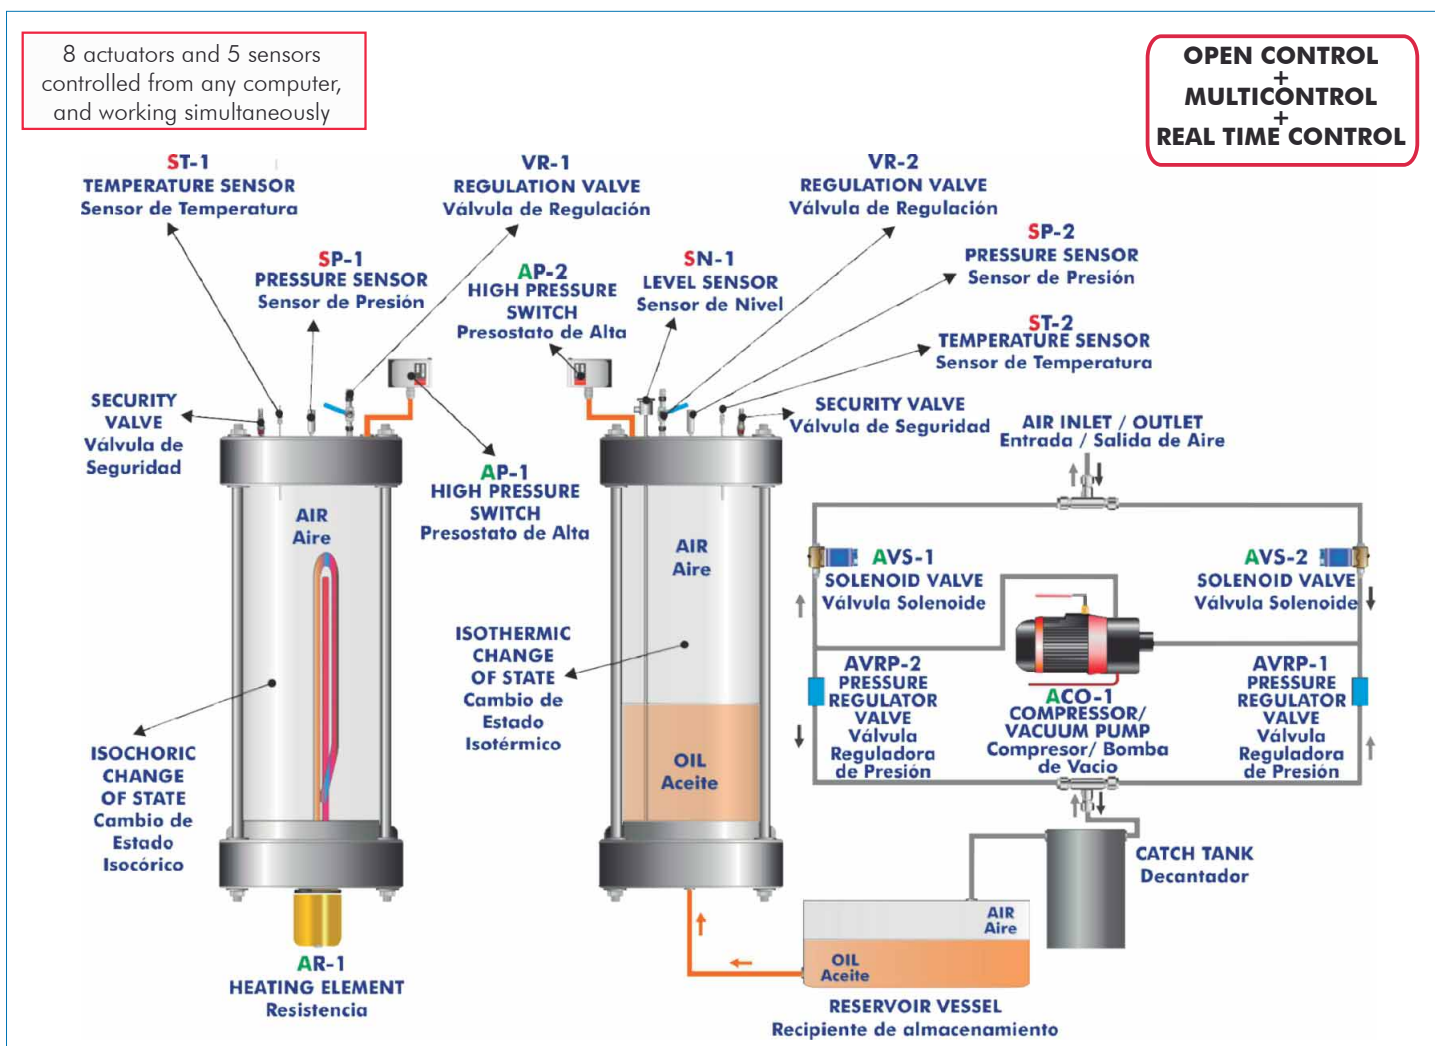 8 actuators and 5 sensors
controlled from any computer,
and working simultaneously
OPEN CONTROL
+
MULTICONTROL
+
REAL TIME CONTROL
ST-1
TEMPERATURE SENSOR
Sensor de Temperatura
VR-1
REGULATION VALVE
Válvula de Regulación
VR-2
REGULATION VALVE
Válvula de Regulación
SP-1
PRESSURE SENSOR
Sensor de Presión
AP-2
HIGH PRESSURE
SWITCH
Presostato de Alta
SN-1
LEVEL SENSOR
Sensor de Nivel
SP-2
PRESSURE SENSOR
Sensor de Presión
ST-2
TEMPERATURE SENSOR
Sensor de Temperatura
SECURITY
VALVE
Válvula de
Seguridad
SECURITY VALVE
Válvula de Seguridad
AIR INLET / OUTLET
Entrada / Salida de Aire
AP-1
HIGH PRESSURE
SWITCH
Presostato de Alta
AIR
Aire
AIR
Aire
AVS-1
SOLENOID VALVE
Válvula Solenoide
AVS-2
SOLENOID VALVE
Válvula Solenoide
ISOTHERMIC
CHANGE
OF STATE
Cambio de
Estado
Isotérmico
AVRP-2
PRESSURE
REGULATOR
VALVE
Válvula
Reguladora
de Presión
ACO-1
COMPRESSOR/
VACUUM PUMP
Compresor/ Bomba
de Vacio
AVRP-1
PRESSURE
REGULATOR
VALVE
Válvula
Reguladora
de Presión
ISOCHORIC
CHANGE
OF STATE
Cambio de
Estado
Isocórico
OIL
Aceite
CATCH TANK
Decantador
AIR
Aire
OIL
Aceite
AR-1
HEATING ELEMENT
Resistencia
RESERVOIR VESSEL
Recipiente de almacenamiento